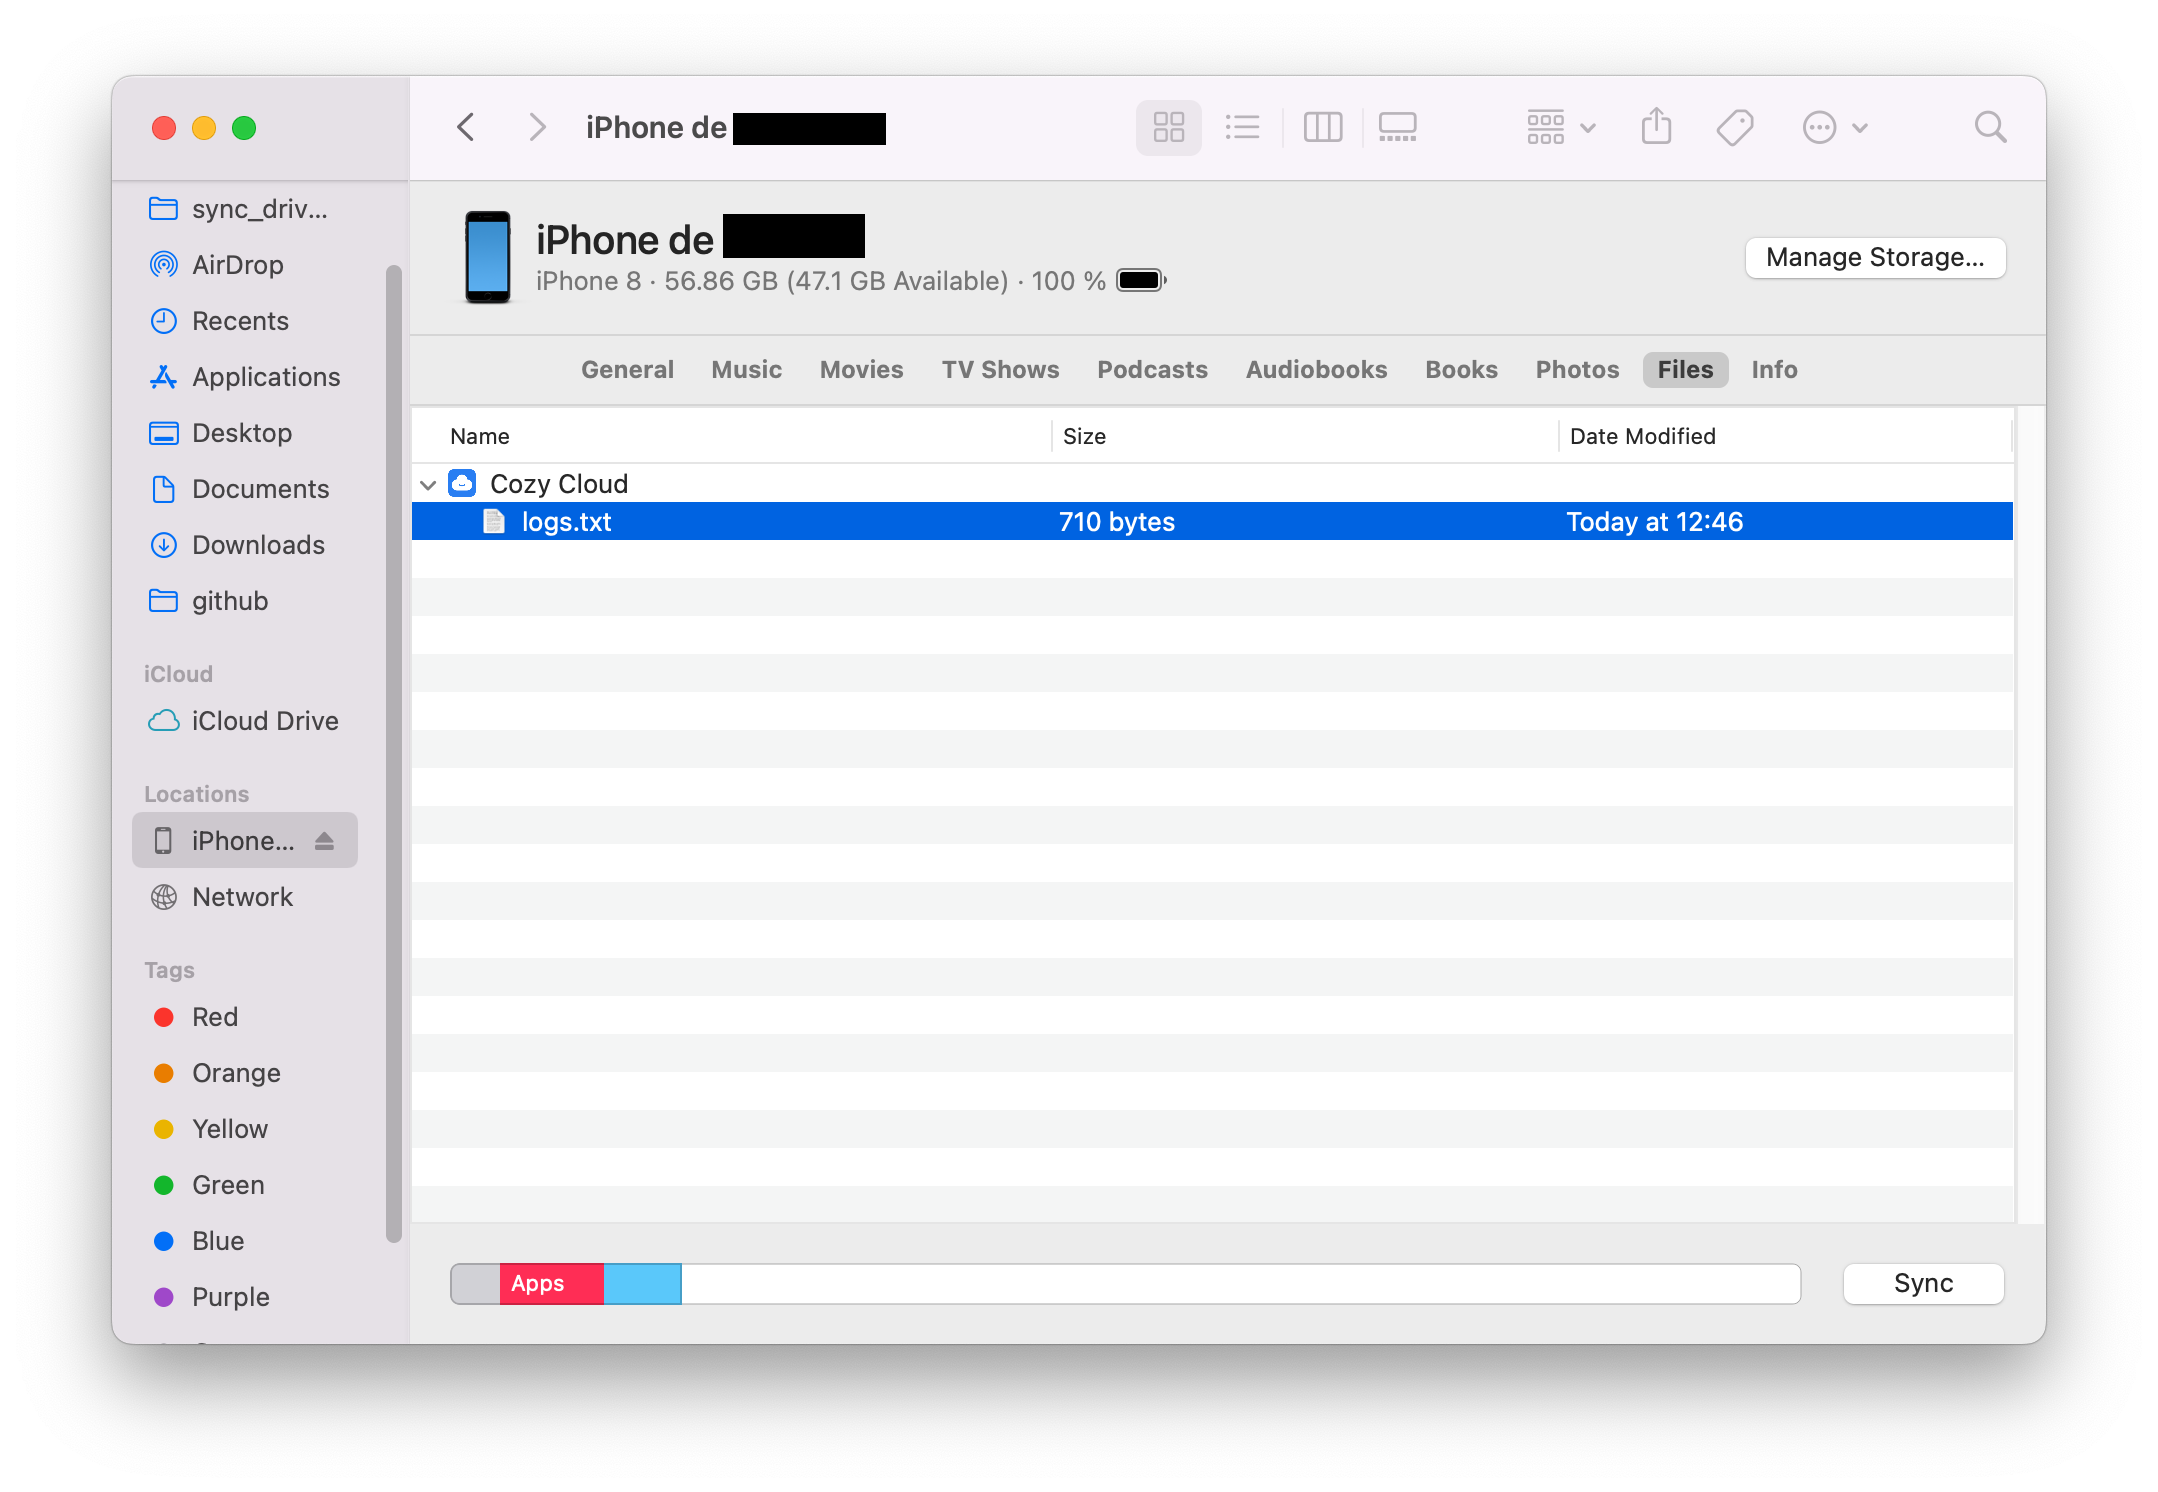 iPhone de
sync_driv...
AirDrop
Recents
Applications
Desktop
Documents
Downloads
github
iCloud
iCloud Drive
Locations
iPhone...
Network
Tags
Red
Orange
Yellow
Green
Blue
Purple
iPhone de
iPhone 8 · 56.86 GB (47.1 GB Available) · 100 %
Manage Storage...
General Music Movies TV Shows Podcasts Audiobooks Books Photos Files Info
Name Size Date Modified
Cozy Cloud
logs.txt 710 bytes Today at 12:46
Apps
Sync